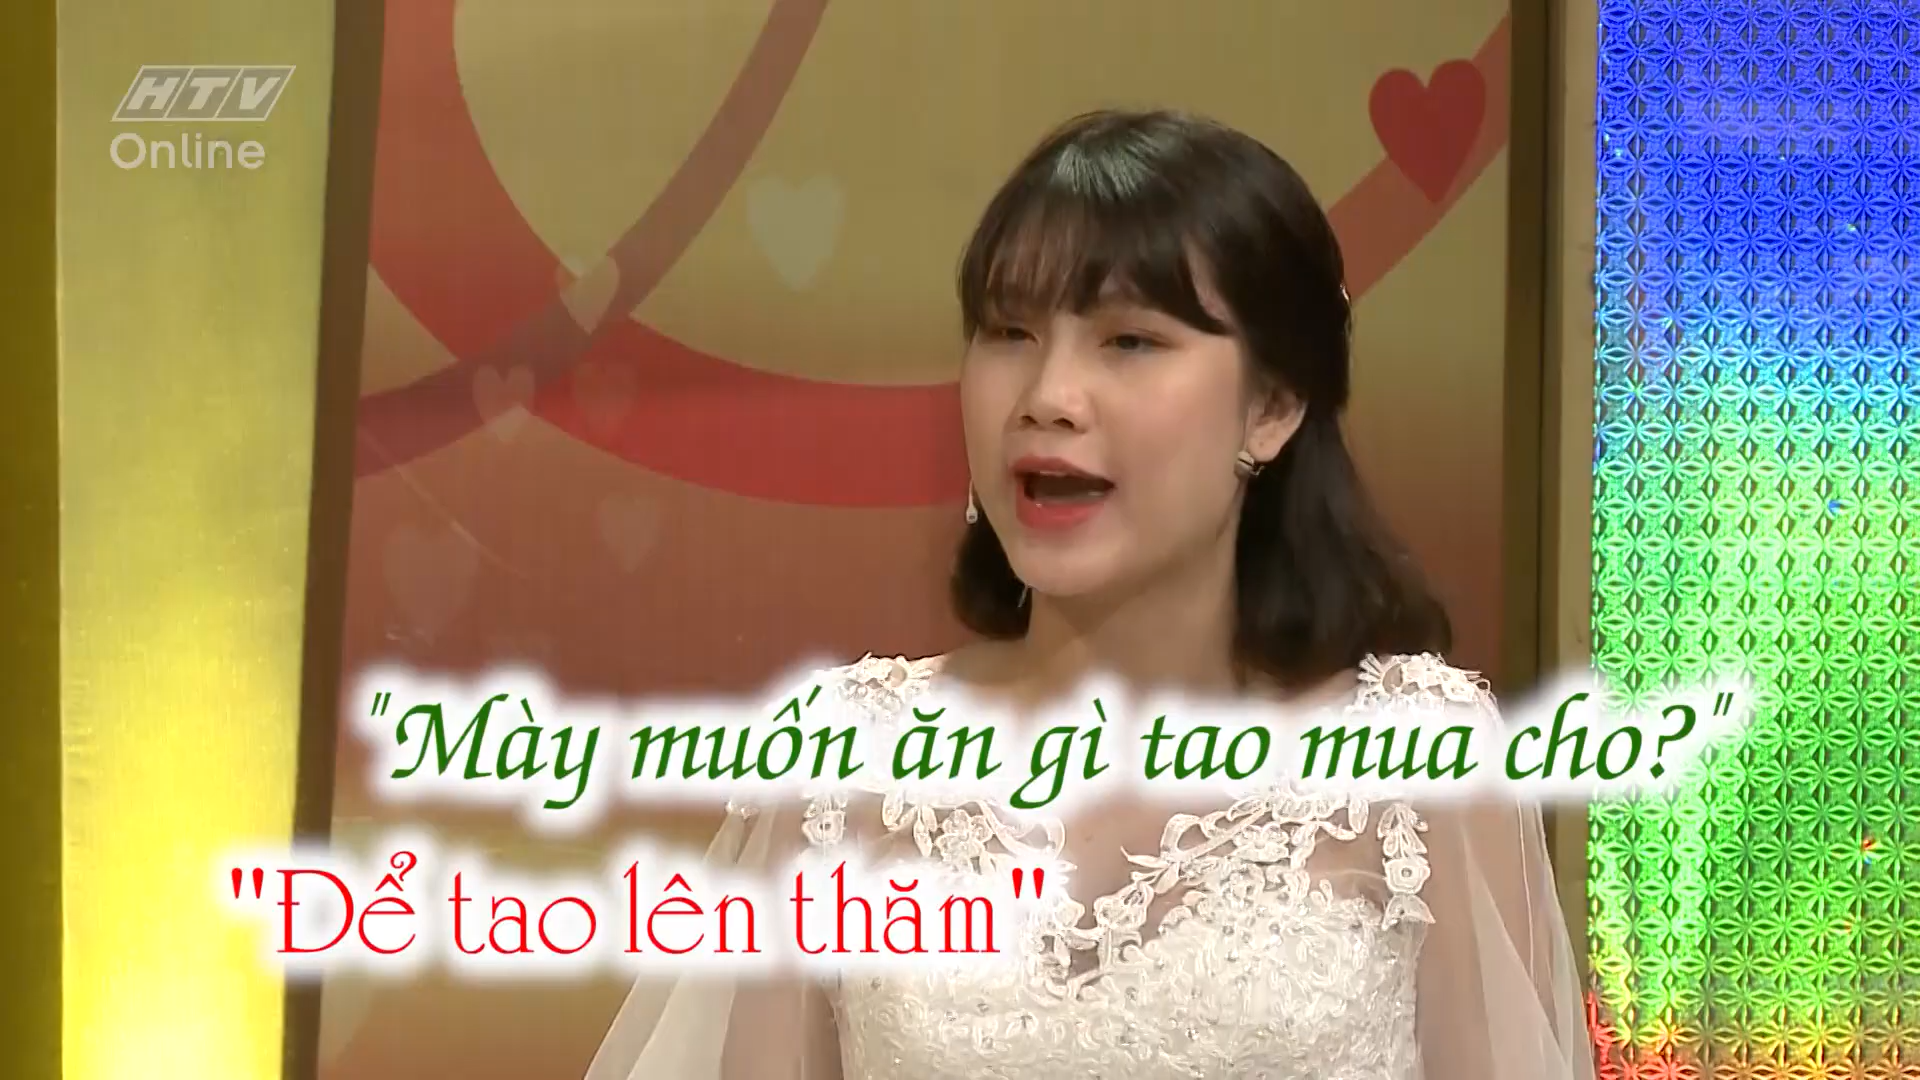 HTV
Online
"Mày muốn ăn gì tao mua cho?"
"Để tao lên thăm"